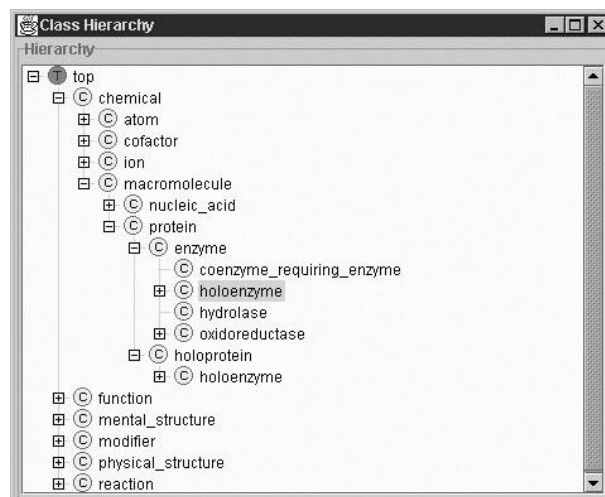 Class Hierarchy
Hierarchy
T top
C chemical
C atom
C cofactor
C ion
C macromolecule
C nucleic_acid
C protein
C enzyme
C coenzyme_requiring_enzyme
C holoenzyme
C hydrolase
C oxidoreductase
C holoprotein
C holoenzyme
C function
C mental_structure
C modifier
C physical_structure
C reaction